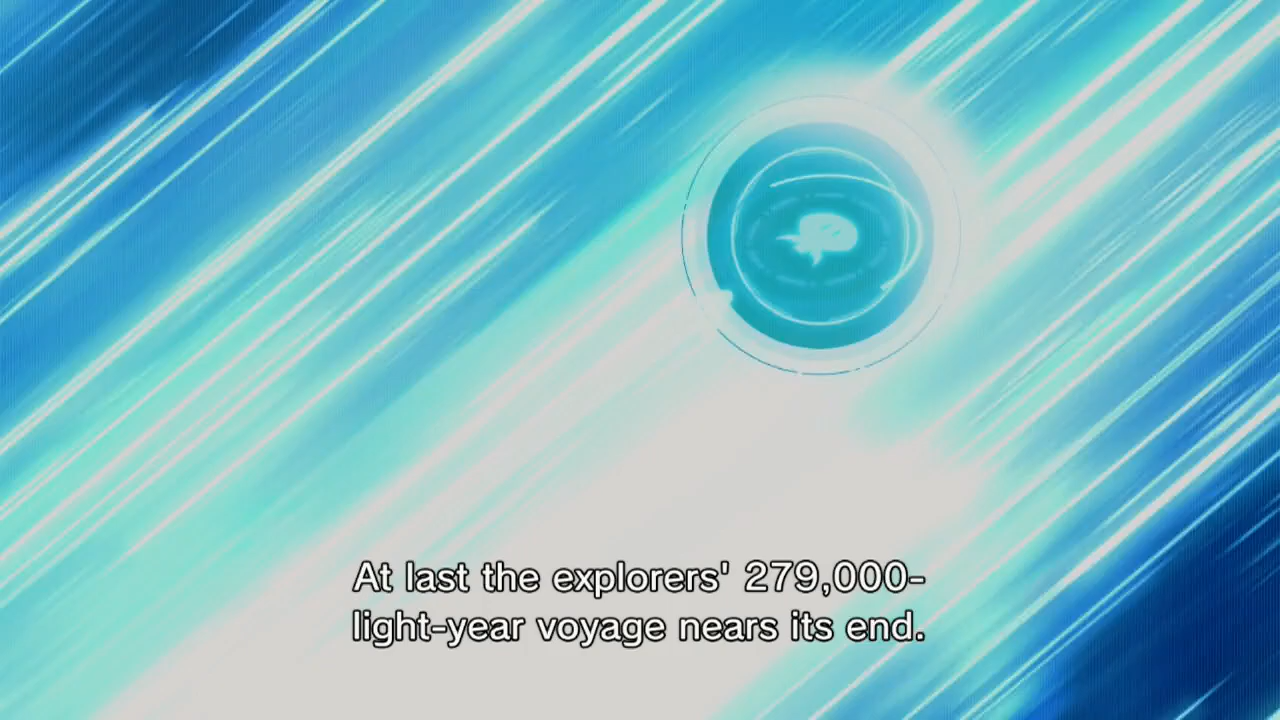 At last the explorers' 279,000-
light-year voyage nears its end.